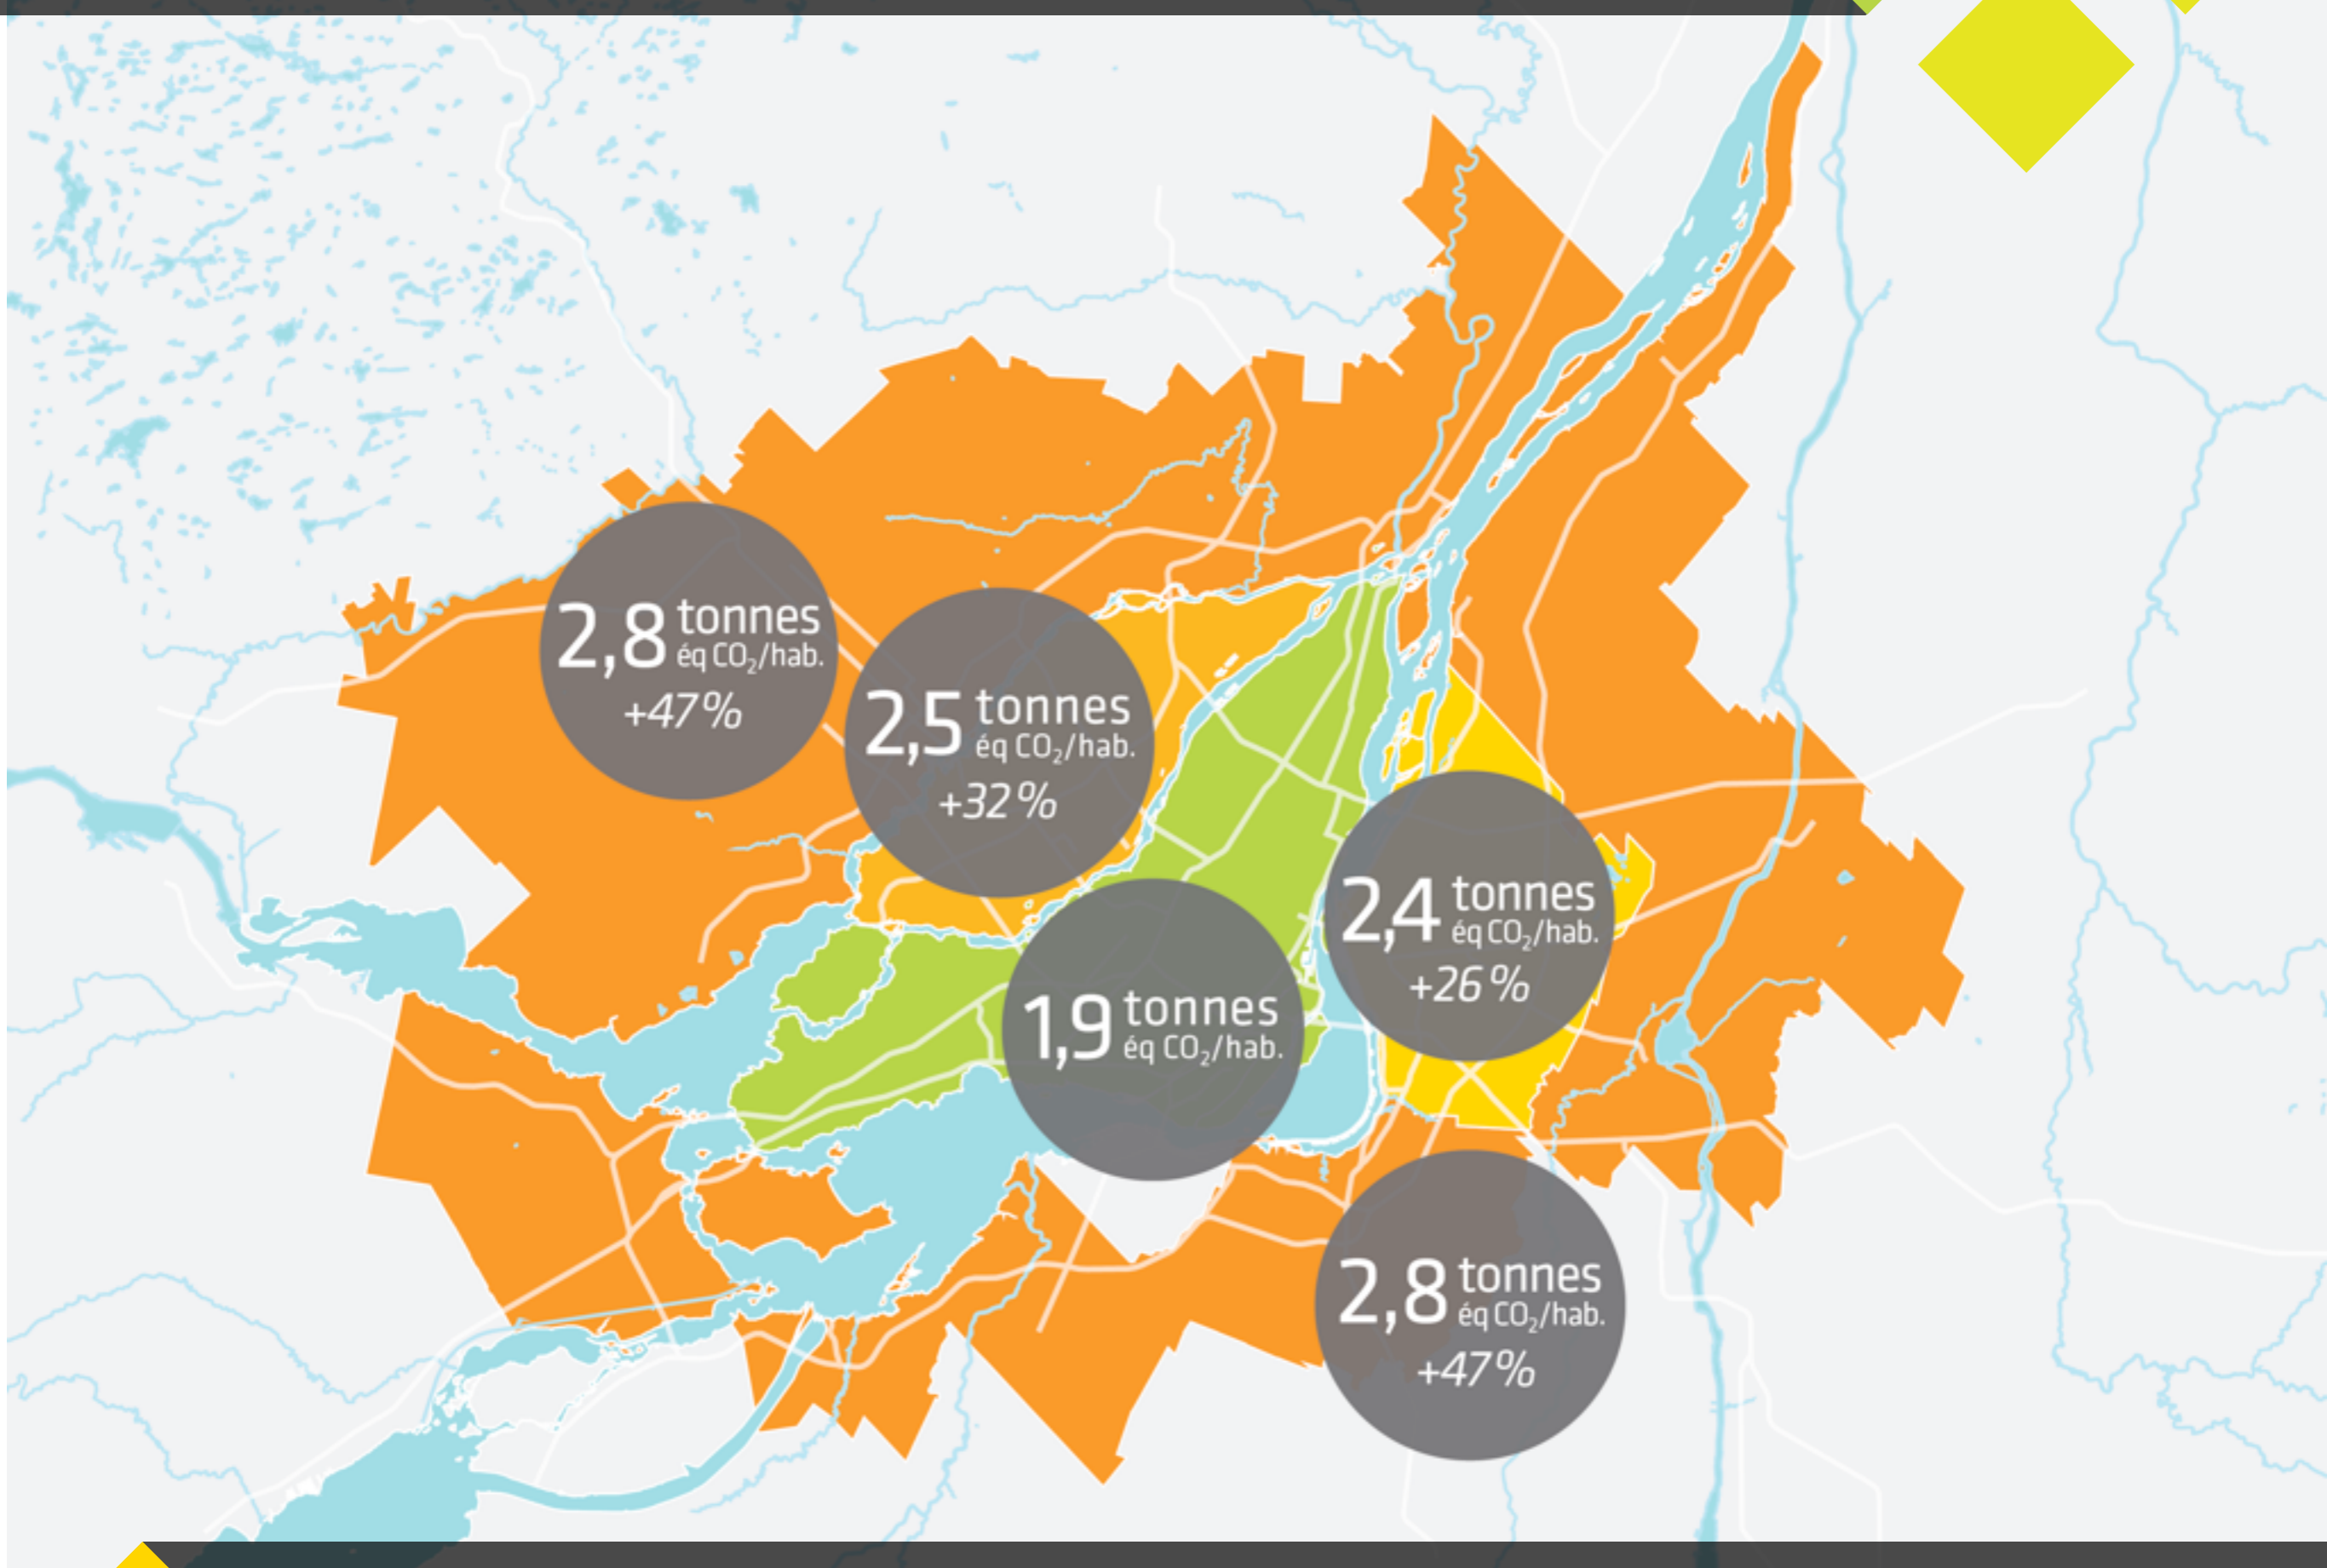 2,8 tonnes
éq CO₂/hab.
+47%
2,5 tonnes
éq CO₂/hab.
+32%
2,4 tonnes
éq CO₂/hab.
+26%
1,9 tonnes
éq CO₂/hab.
2,8 tonnes
éq CO₂/hab.
+47%